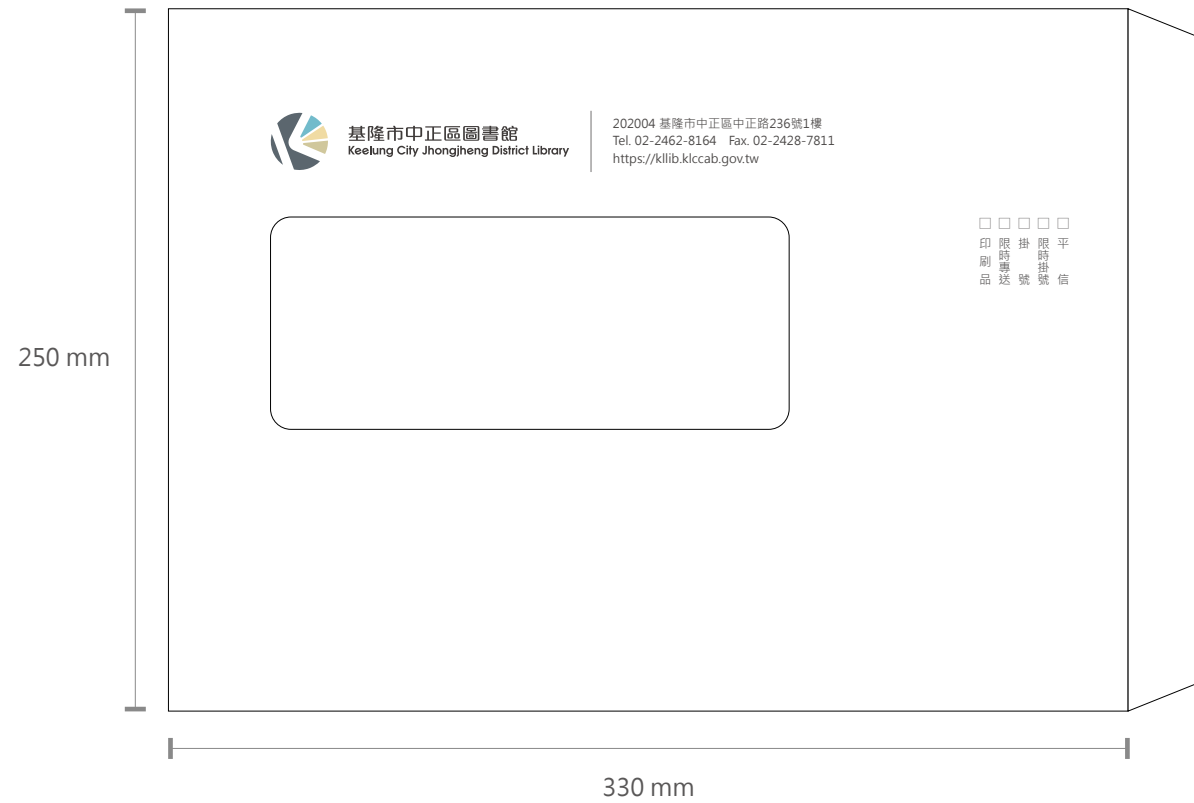 基隆市中正區圖書館
Keelung City Jhongjheng District Library
202004 基隆市中正區中正路236號1樓
Tel. 02-2462-8164 Fax. 02-2428-7811
https://kllib.klccab.gov.tw
□平信
□限時掛號
□掛號
□限時專送
□印刷品
250 mm
330 mm